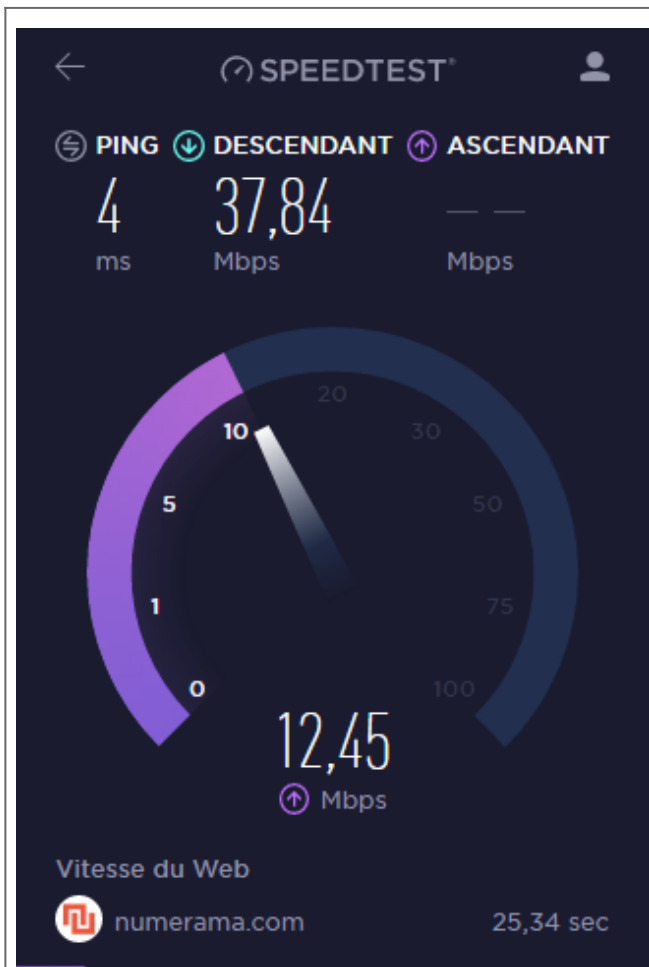 SPEEDTEST®
PING DESCENDANT ASCENDANT
4 37,84 — —
ms Mbps Mbps
20
10 30
5 50
1 75
0 100
12,45
Mbps
Vitesse du Web
numerama.com 25,34 sec